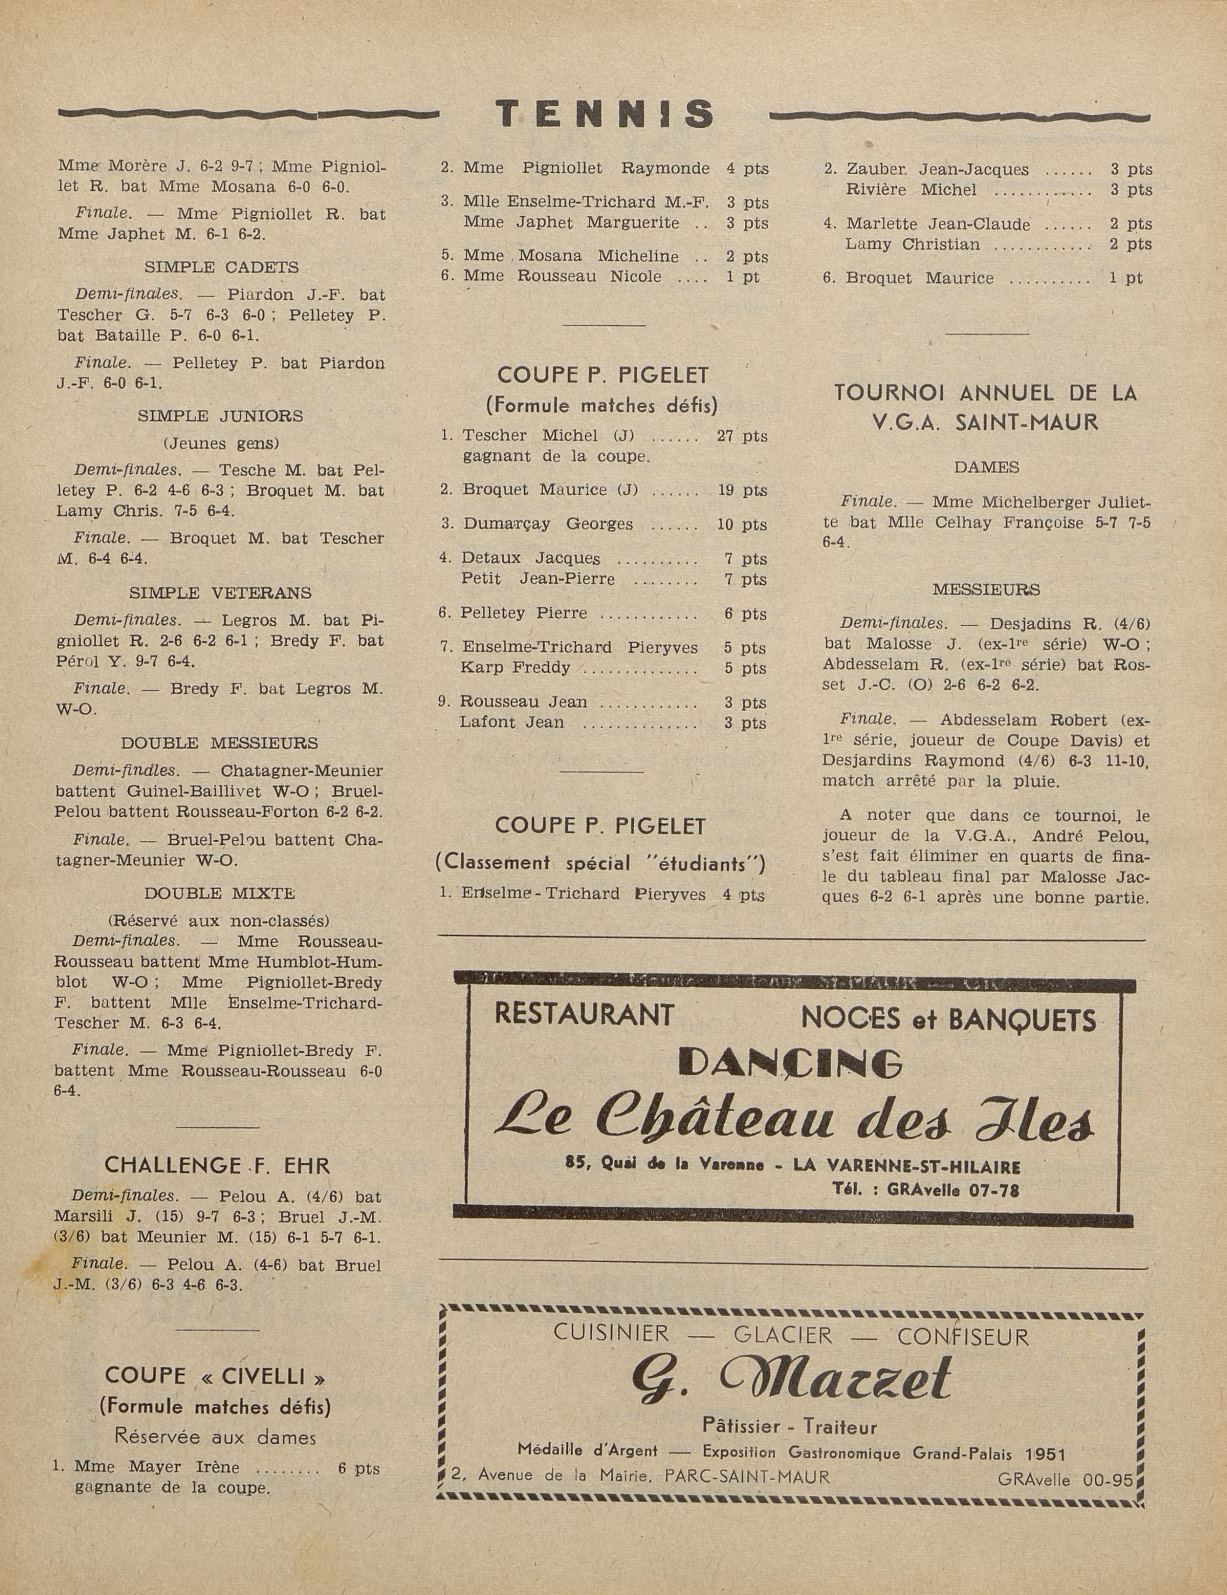 TENNIS
Mme Morère J. 6-2 9-7 ; Mme Pigniol-
let R. bat Mme Mosana 6-0 6-0.
Finale. — Mme Pigniollet R. bat
Mme Japhet M. 6-1 6-2.
SIMPLE CADETS
Demi-finales. — Piardon J.-F. bat
Tescher G. 5-7 6-3 6-0 ; Pelletey P.
bat Bataille P. 6-0 6-1.
Finale. — Pelletey P. bat Piardon
J.-F. 6-0 6-1.
SIMPLE JUNIORS
(Jeunes gens)
Demi-finales. — Tesche M. bat Pel-
letey P. 6-2 4-6 6-3 ; Broquet M. bat
Lamy Chris. 7-5 6-4.
Finale. — Broquet M. bat Tescher
M. 6-4 6-4.
SIMPLE VETERANS
Demi-finales. — Legros M. bat Pi-
gniollet R. 2-6 6-2 6-1 ; Bredy F. bat
Pérol Y. 9-7 6-4.
Finale. — Bredy F. bat Legros M.
W-O.
DOUBLE MESSIEURS
Demi-findles. — Chatagner-Meunier
battent Guinel-Baillivet W-O ; Bruel-
Pelou battent Rousseau-Forton 6-2 6-2.
Finale. — Bruel-Pelou battent Cha-
tagner-Meunier W-O.
DOUBLE MIXTE
(Réservé aux non-classés)
Demi-finales. — Mme Rousseau-
Rousseau battent Mme Humblot-Hum-
blot W-O ; Mme Pigniollet-Bredy
F. battent Mlle Enselme-Trichard-
Tescher M. 6-3 6-4.
Finale. — Mme Pigniollet-Bredy F.
battent Mme Rousseau-Rousseau 6-0
6-4.
CHALLENGE F. EHR
Demi-finales. — Pelou A. (4/6) bat
Marsili J. (15) 9-7 6-3 ; Bruel J.-M.
(3/6) bat Meunier M. (15) 6-1 5-7 6-1.
Finale. — Pelou A. (4-6) bat Bruel
J.-M. (3/6) 6-3 4-6 6-3.
COUPE « CIVELLI »
(Formule matches défis)
Réservée aux dames
1. Mme Mayer Irène ........ 6 pts
gagnante de la coupe.
2. Mme Pigniollet Raymonde 4 pts
3. Mlle Enselme-Trichard M.-F. 3 pts
Mme Japhet Marguerite .. 3 pts
5. Mme Mosana Micheline .. 2 pts
6. Mme Rousseau Nicole .... 1 pt
COUPE P. PIGELET
(Formule matches défis)
1. Tescher Michel (J) ...... 27 pts
gagnant de la coupe.
2. Broquet Maurice (J) ...... 19 pts
3. Dumarçay Georges ...... 10 pts
4. Detaux Jacques .......... 7 pts
Petit Jean-Pierre ........ 7 pts
6. Pelletey Pierre ............ 6 pts
7. Enselme-Trichard Pieryves 5 pts
Karp Freddy .............. 5 pts
9. Rousseau Jean ............ 3 pts
Lafont Jean .............. 3 pts
COUPE P. PIGELET
(Classement spécial "étudiants")
1. Enselme-Trichard Pieryves 4 pts
2. Zauber Jean-Jacques ...... 3 pts
Rivière Michel ............ 3 pts
4. Marlette Jean-Claude ...... 2 pts
Lamy Christian ............ 2 pts
6. Broquet Maurice .......... 1 pt
TOURNOI ANNUEL DE LA
V.G.A. SAINT-MAUR
DAMES
Finale. — Mme Michelberger Juliet-
te bat Mlle Celhay Françoise 5-7 7-5
6-4.
MESSIEURS
Demi-finales. — Desjadins R. (4/6)
bat Malosse J. (ex-1re série) W-O ;
Abdesselam R. (ex-1re série) bat Ros-
set J.-C. (O) 2-6 6-2 6-2.
Finale. — Abdesselam Robert (ex-
1re série, joueur de Coupe Davis) et
Desjardins Raymond (4/6) 6-3 11-10,
match arrêté par la pluie.
A noter que dans ce tournoi, le
joueur de la V.G.A., André Pelou,
s'est fait éliminer en quarts de fina-
le du tableau final par Malosse Jac-
ques 6-2 6-1 après une bonne partie.
RESTAURANT NOCES et BANQUETS
DANCING
Le Château des Iles
85, Quai de la Varenne - LA VARENNE-ST-HILAIRE
Tél. : GRAvelle 07-78
CUISINIER — GLACIER — CONFISEUR
G. Marzet
Pâtissier - Traiteur
Médaille d'Argent — Exposition Gastronomique Grand-Palais 1951
2, Avenue de la Mairie, PARC-SAINT-MAUR GRAvelle 00-95